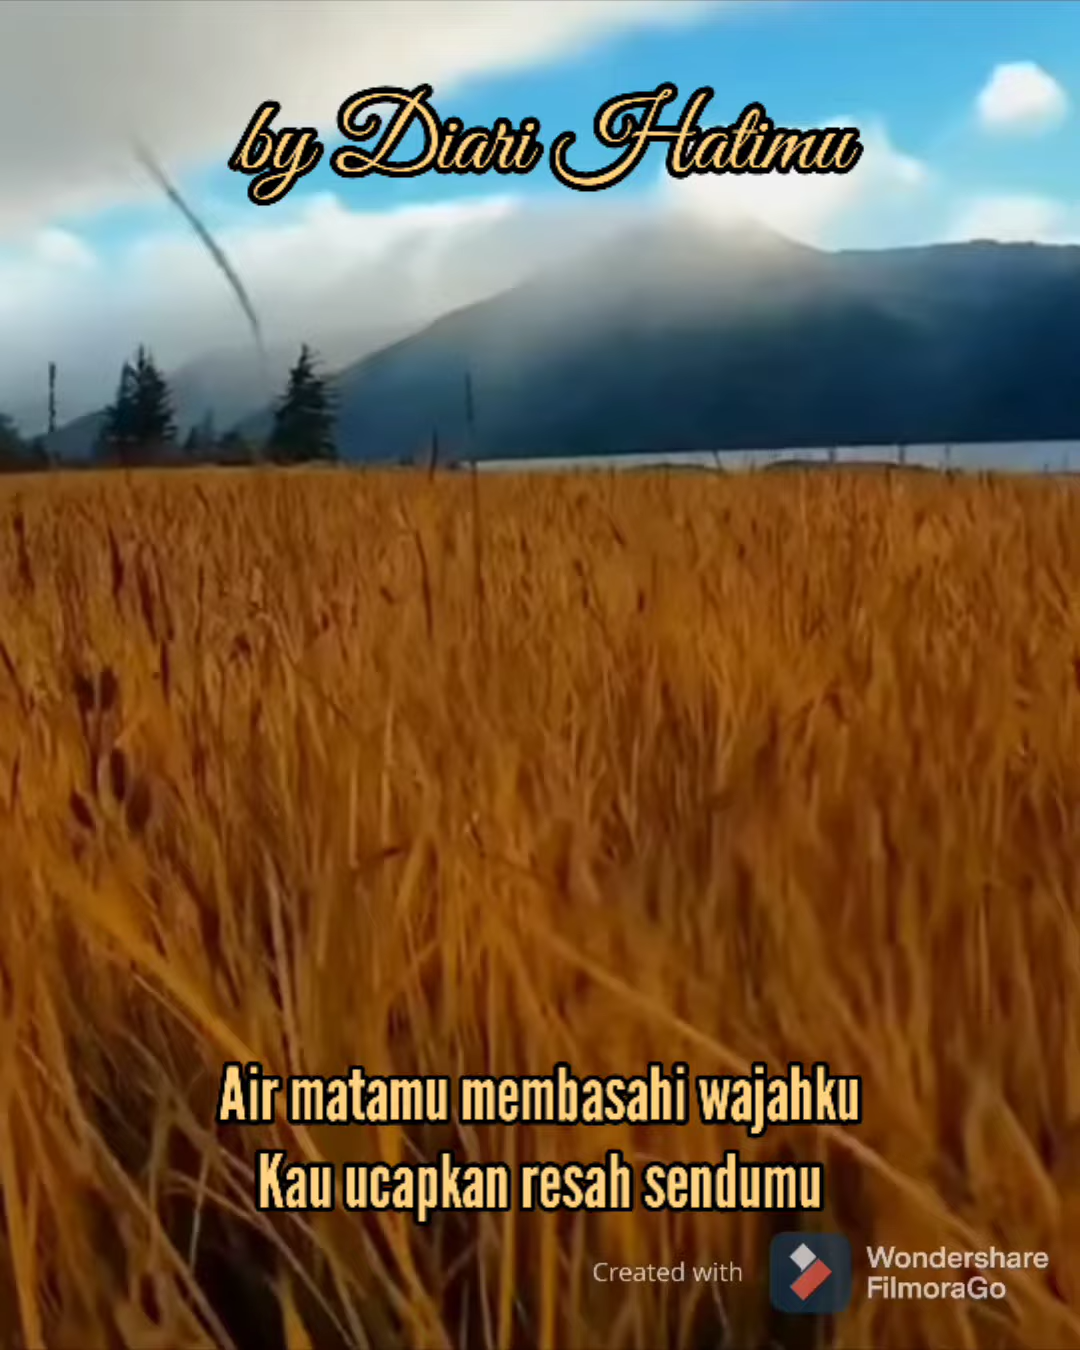 by Diari Hatimu
Air matamu membasahi wajahku
Kau ucapkan resah sendumu
Created with
Wondershare
FilmoraGo